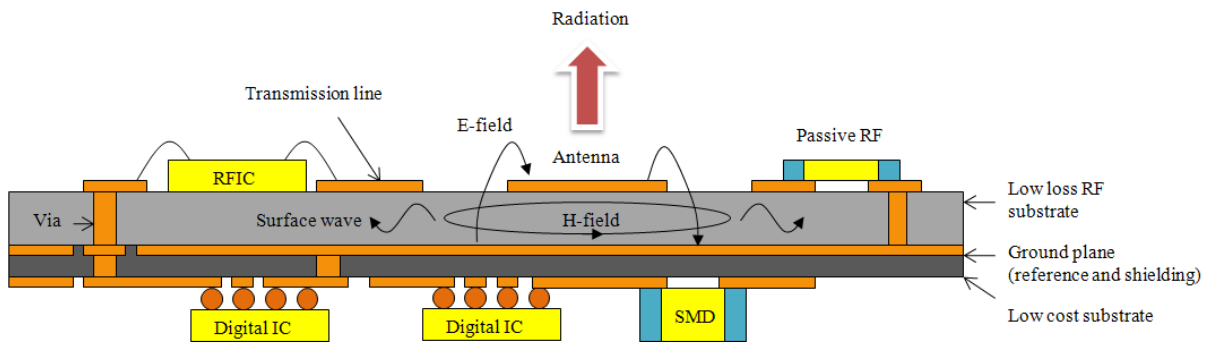 Radiation
Transmission line
E-field
Antenna
Passive RF
RFIC
Low loss RF
substrate
Via
Surface wave
H-field
Ground plane
(reference and shielding)
Low cost substrate
Digital IC
Digital IC
SMD